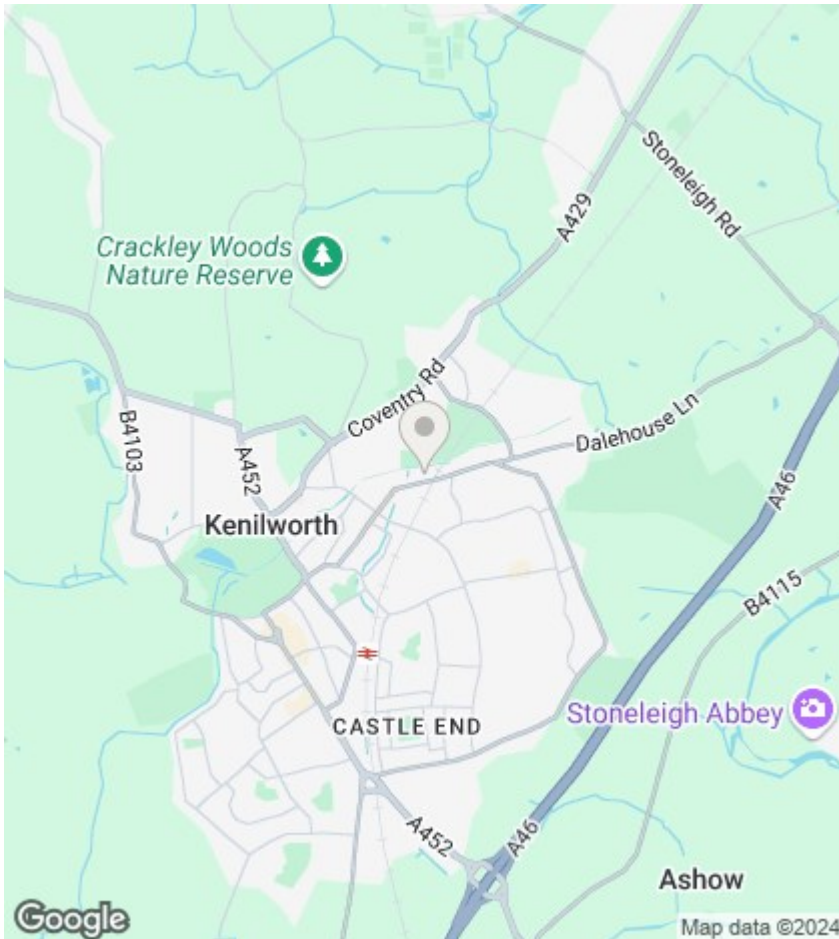 Stoneleigh Rd
A429
Crackley Woods
Nature Reserve
Coventry Rd
Dalehouse Ln
B4103
A452
A46
Kenilworth
B4115
Stoneleigh Abbey
CASTLE END
A452
A46
Ashow
Google
Map data ©2024